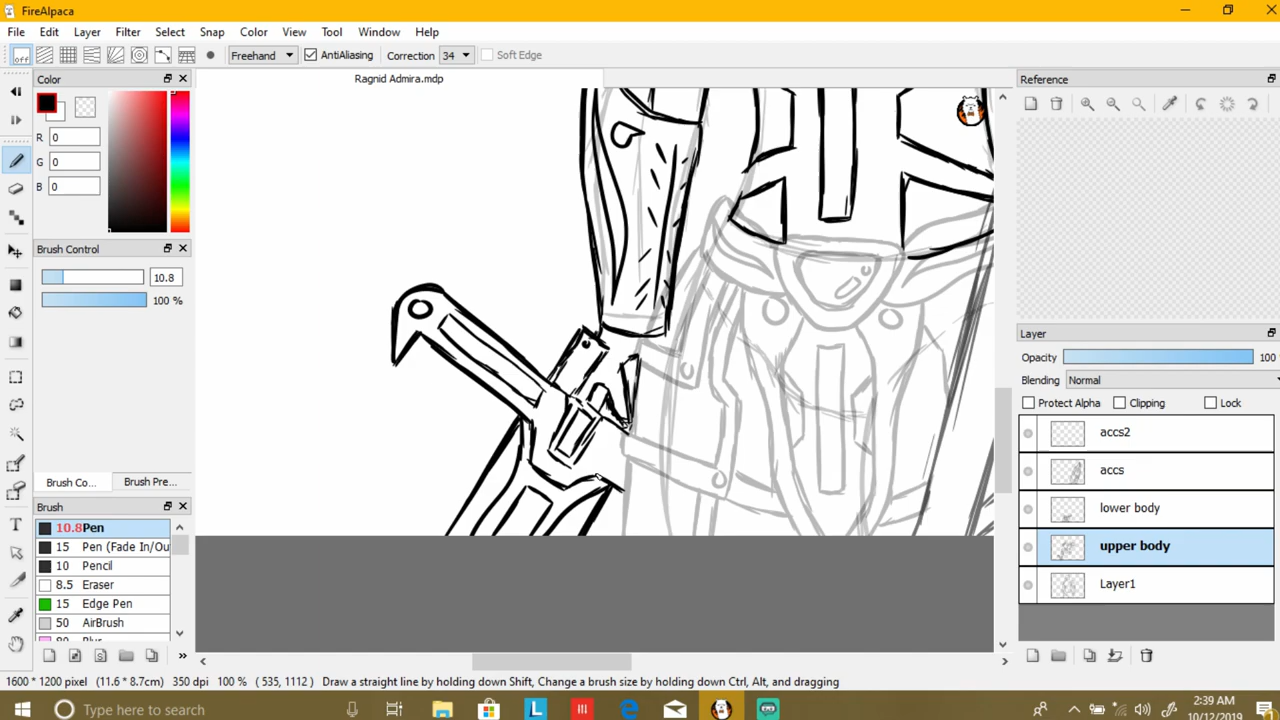 FireAlpaca
File Edit Layer Filter Select Snap Color View Tool Window Help
off Freehand AntiAliasing Correction 34 Soft Edge
Color
Ragnid Admira.mdp
Reference
R 0
G 0
B 0
Brush Control
10.8
100 %
Brush Co... Brush Pre...
Brush
10.8 Pen
15 Pen (Fade In/Ou
10 Pencil
8.5 Eraser
15 Edge Pen
50 AirBrush
80 Blur
Layer
Opacity 100
Blending Normal
Protect Alpha Clipping Lock
accs2
accs
lower body
upper body
Layer1
1600 * 1200 pixel (11.6 * 8.7cm) 350 dpi 100 % ( 535, 1112 ) Draw a straight line by holding down Shift, Change a brush size by holding down Ctrl, Alt, and dragging
Type here to search
2:39 AM
10/12/2019